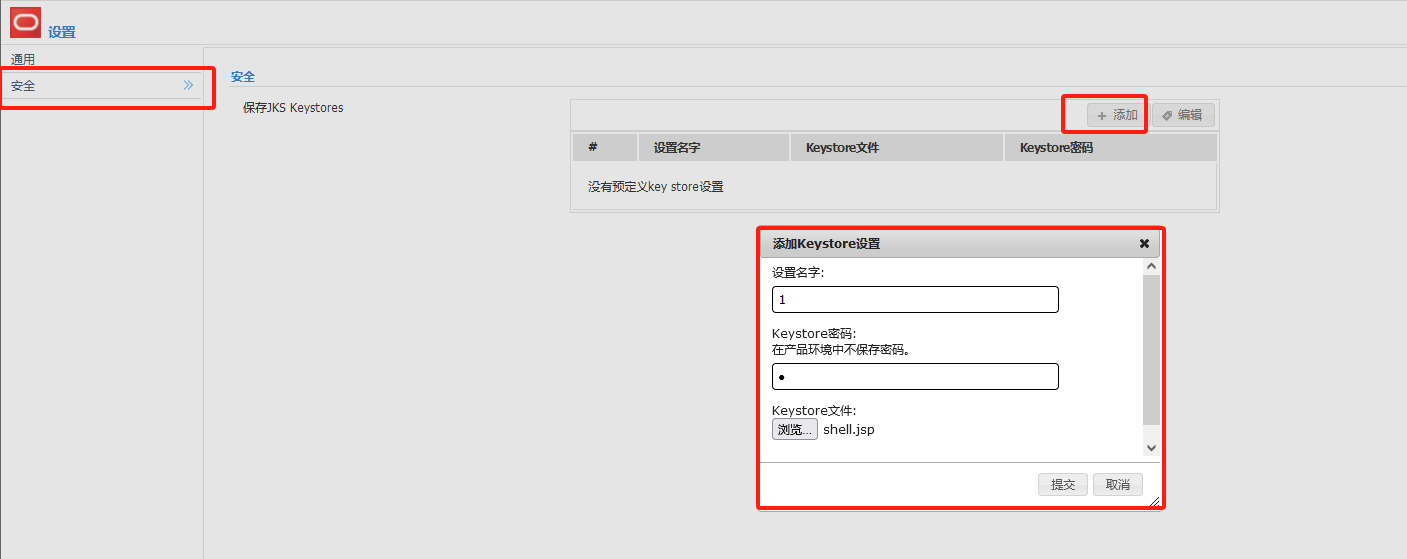 设置
通用
安全
安全
保存JKS Keystores
添加 编辑
# 设置名字 Keystore文件 Keystore密码
没有预定义key store设置
添加Keystore设置
设置名字:
1
Keystore密码:
在产品环境中不保存密码。
Keystore文件:
浏览... shell.jsp
提交 取消